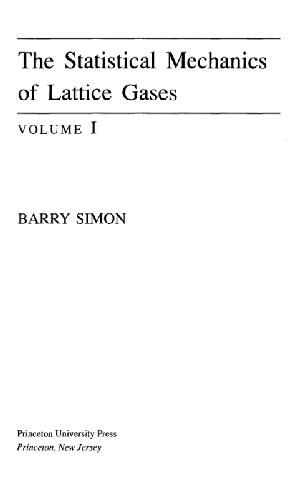 The Statistical Mechanics
of Lattice Gases
VOLUME I
BARRY SIMON
Princeton University Press
Princeton, New Jersey